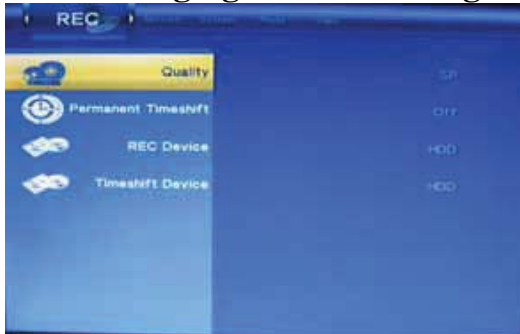 REC
Quality SP
Permanent Timeshift Off
REC Device HDD
Timeshift Device HDD